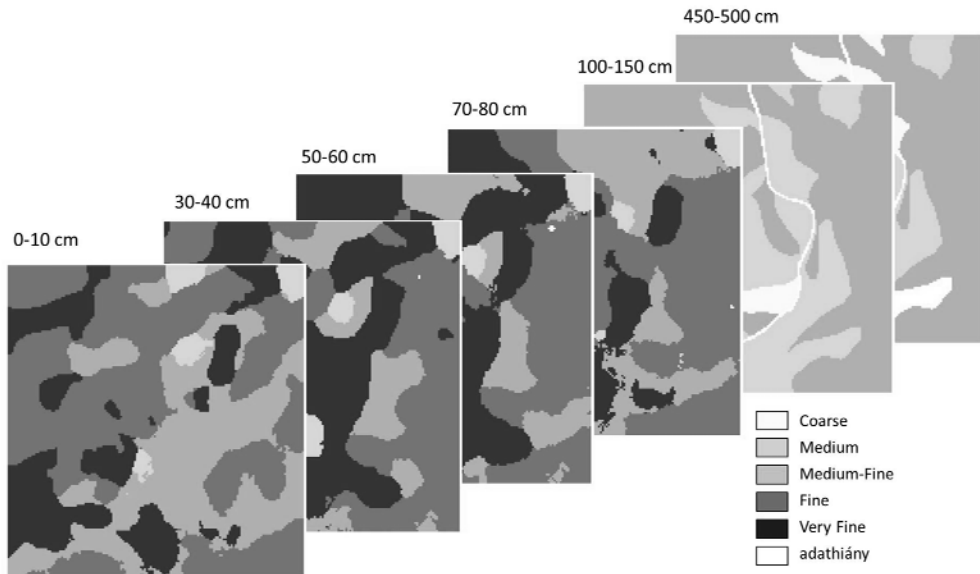 450-500 cm
100-150 cm
70-80 cm
50-60 cm
30-40 cm
0-10 cm
Coarse
Medium
Medium-Fine
Fine
Very Fine
adathiány